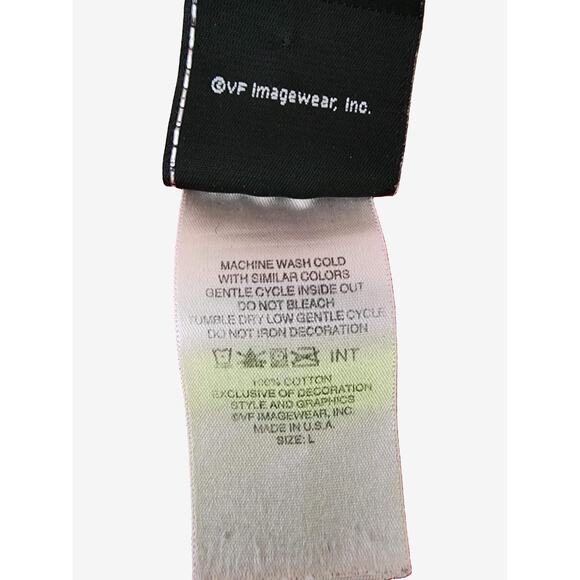 ©VF Imagewear, Inc.
MACHINE WASH COLD
WITH SIMILAR COLORS
GENTLE CYCLE INSIDE OUT
DO NOT BLEACH
TUMBLE DRY LOW GENTLE CYCLE
DO NOT IRON DECORATION
INT
100% COTTON
EXCLUSIVE OF DECORATION
STYLE AND GRAPHICS
©VF IMAGEWEAR, INC.
MADE IN U.S.A.
SIZE: L